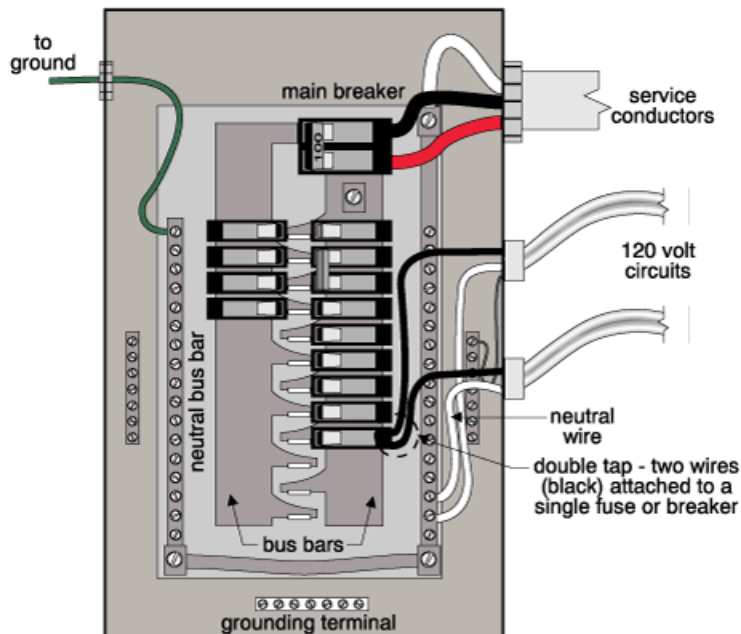 to
ground
main breaker
100
service
conductors
120 volt
circuits
neutral bus bar
neutral
wire
double tap - two wires
(black) attached to a
single fuse or breaker
bus bars
grounding terminal